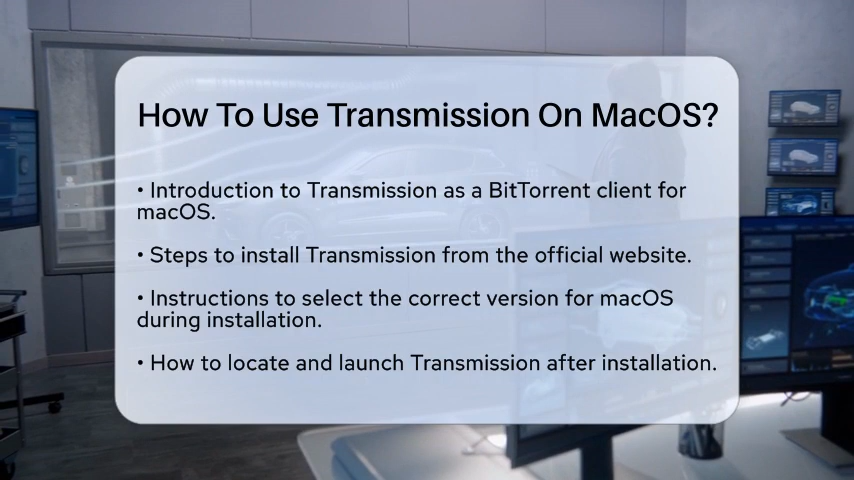 How To Use Transmission On MacOS?
• Introduction to Transmission as a BitTorrent client for
macOS.
• Steps to install Transmission from the official website.
• Instructions to select the correct version for macOS
during installation.
• How to locate and launch Transmission after installation.